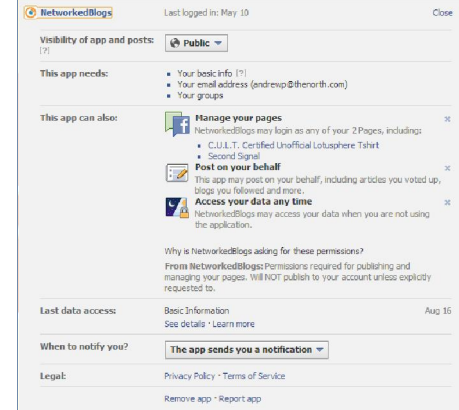 NetworkedBlogs Last logged in: May 10 Close
Visibility of app and posts: Public
[?]
This app needs: Your basic info [?]
Your email address (andrewp@thenorth.com)
Your groups
This app can also: Manage your pages
NetworkedBlogs may login as any of your 2 Pages, including:
C.U.L.T. Certified Unofficial Lotusphere Tshirt
Second Signal
Post on your behalf
This app may post on your behalf, including articles you voted up,
blogs you followed and more.
Access your data any time
NetworkedBlogs may access your data when you are not using
the application.
Why is NetworkedBlogs asking for these permissions?
From NetworkedBlogs: Permissions required for publishing and
managing your pages. Will NOT publish to your account unless explicitly
requested to.
Last data access: Basic Information Aug 16
See details · Learn more
When to notify you? The app sends you a notification
Legal: Privacy Policy · Terms of Service
Remove app · Report app